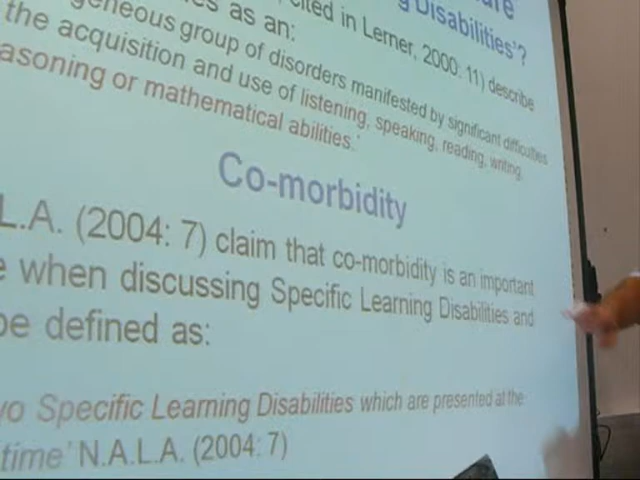 g Disabilities'?
s as an:
cited in Lerner, 2000: 11) describe
geneous group of disorders manifested by significant difficulties
the acquisition and use of listening, speaking, reading, writing,
asoning or mathematical abilities.'
Co-morbidity
L.A. (2004: 7) claim that co-morbidity is an important
e when discussing Specific Learning Disabilities and
be defined as:
wo Specific Learning Disabilities which are presented at the
time' N.A.L.A. (2004: 7)